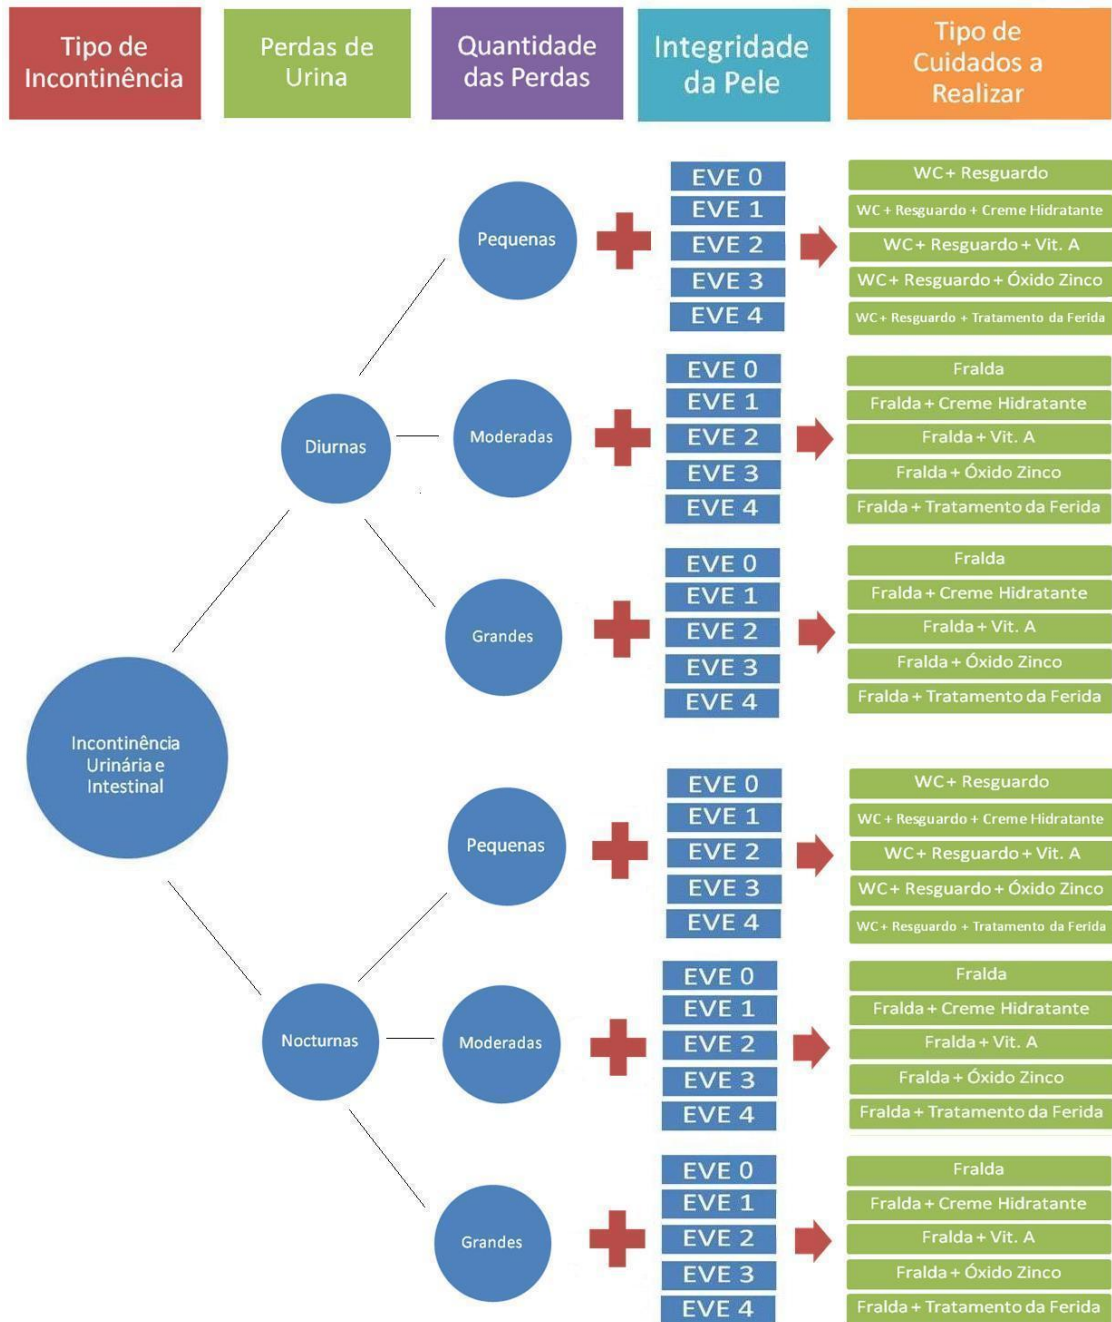 Tipo de
Incontinência
Perdas de
Urina
Quantidade
das Perdas
Integridade
da Pele
Tipo de
Cuidados a
Realizar
Incontinência
Urinária e
Intestinal
Diurnas
Pequenas
EVE 0
EVE 1
EVE 2
EVE 3
EVE 4
WC + Resguardo
WC + Resguardo + Creme Hidratante
WC + Resguardo + Vit. A
WC + Resguardo + Óxido Zinco
WC + Resguardo + Tratamento da Ferida
Moderadas
EVE 0
EVE 1
EVE 2
EVE 3
EVE 4
Fralda
Fralda + Creme Hidratante
Fralda + Vit. A
Fralda + Óxido Zinco
Fralda + Tratamento da Ferida
Grandes
EVE 0
EVE 1
EVE 2
EVE 3
EVE 4
Fralda
Fralda + Creme Hidratante
Fralda + Vit. A
Fralda + Óxido Zinco
Fralda + Tratamento da Ferida
Nocturnas
Pequenas
EVE 0
EVE 1
EVE 2
EVE 3
EVE 4
WC + Resguardo
WC + Resguardo + Creme Hidratante
WC + Resguardo + Vit. A
WC + Resguardo + Óxido Zinco
WC + Resguardo + Tratamento da Ferida
Moderadas
EVE 0
EVE 1
EVE 2
EVE 3
EVE 4
Fralda
Fralda + Creme Hidratante
Fralda + Vit. A
Fralda + Óxido Zinco
Fralda + Tratamento da Ferida
Grandes
EVE 0
EVE 1
EVE 2
EVE 3
EVE 4
Fralda
Fralda + Creme Hidratante
Fralda + Vit. A
Fralda + Óxido Zinco
Fralda + Tratamento da Ferida